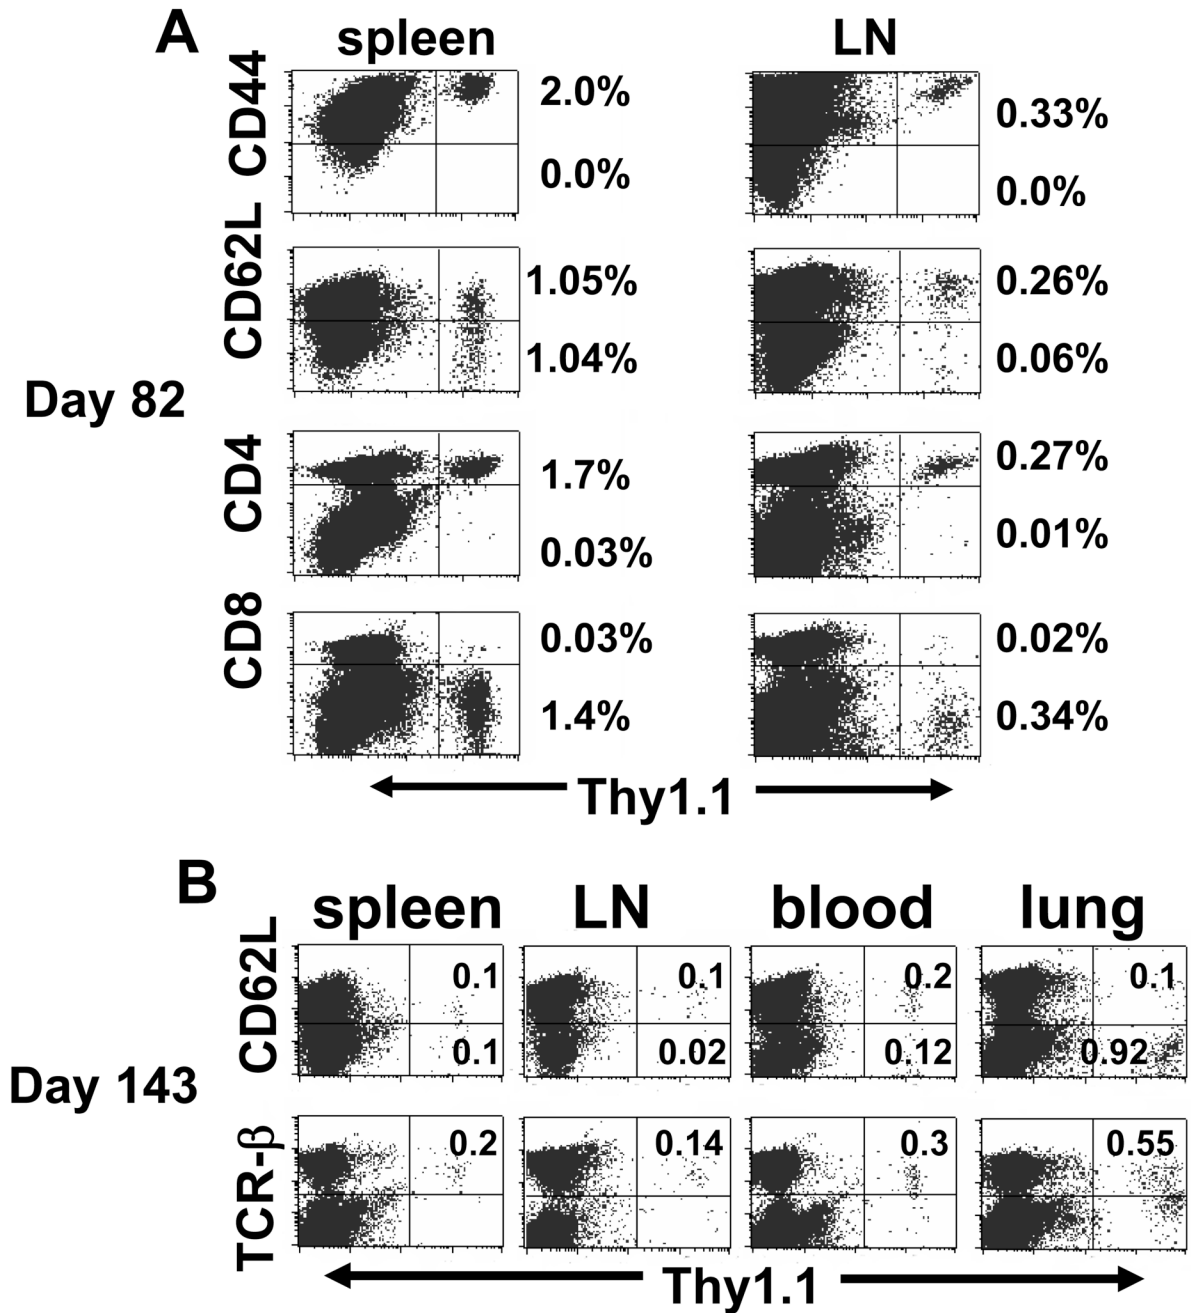 A
spleen
LN
CD44
2.0%
0.0%
0.33%
0.0%
CD62L
1.05%
1.04%
0.26%
0.06%
Day 82
CD4
1.7%
0.03%
0.27%
0.01%
CD8
0.03%
1.4%
0.02%
0.34%
Thy1.1
B
spleen
LN
blood
lung
CD62L
0.1
0.1
0.1
0.02
0.2
0.12
0.1
0.92
Day 143
TCR-β
0.2
0.14
0.3
0.55
Thy1.1